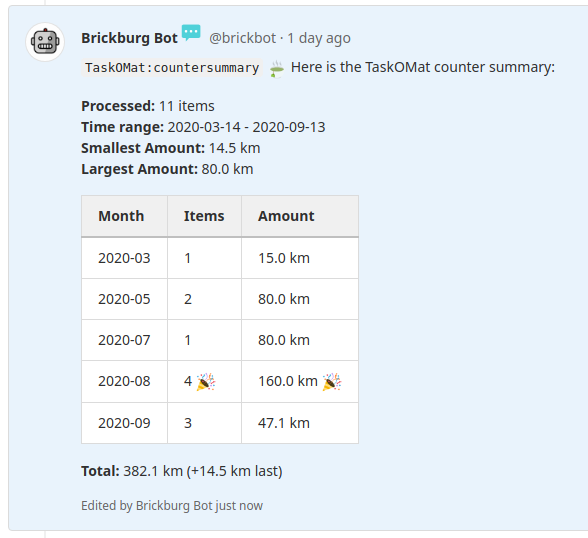 Brickburg Bot @brickbot · 1 day ago
TaskOMat:countersummary Here is the TaskOMat counter summary:
Processed: 11 items
Time range: 2020-03-14 - 2020-09-13
Smallest Amount: 14.5 km
Largest Amount: 80.0 km
Month Items Amount
2020-03 1 15.0 km
2020-05 2 80.0 km
2020-07 1 80.0 km
2020-08 4 160.0 km
2020-09 3 47.1 km
Total: 382.1 km (+14.5 km last)
Edited by Brickburg Bot just now